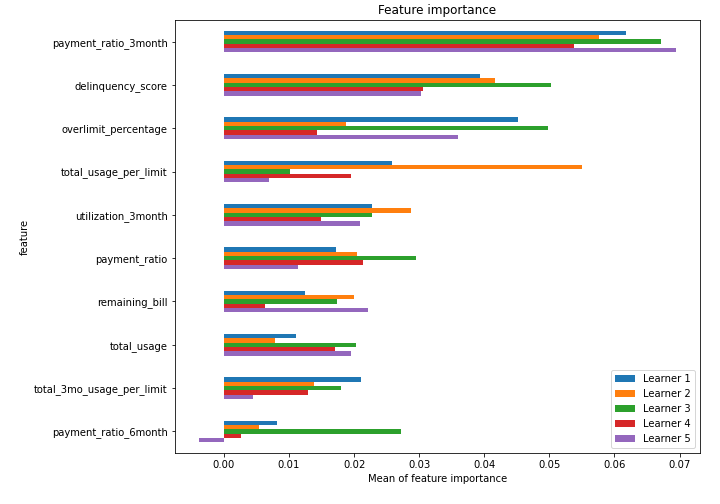 Feature importance
payment_ratio_3month
delinquency_score
overlimit_percentage
total_usage_per_limit
utilization_3month
payment_ratio
remaining_bill
total_usage
total_3mo_usage_per_limit
payment_ratio_6month
feature
Learner 1
Learner 2
Learner 3
Learner 4
Learner 5
0.00 0.01 0.02 0.03 0.04 0.05 0.06 0.07
Mean of feature importance